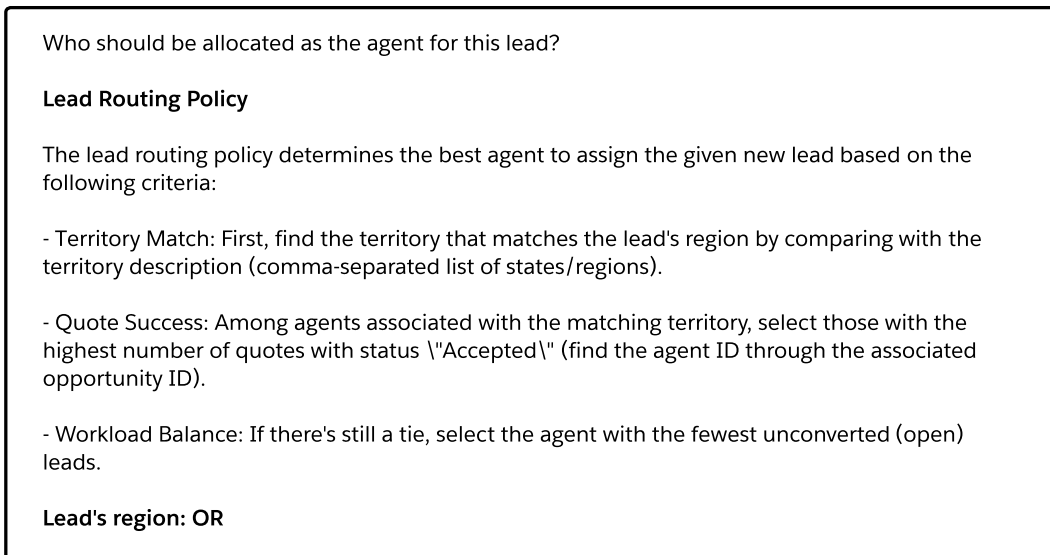 Who should be allocated as the agent for this lead?
Lead Routing Policy
The lead routing policy determines the best agent to assign the given new lead based on the
following criteria:
- Territory Match: First, find the territory that matches the lead's region by comparing with the
territory description (comma-separated list of states/regions).
- Quote Success: Among agents associated with the matching territory, select those with the
highest number of quotes with status \"Accepted\" (find the agent ID through the associated
opportunity ID).
- Workload Balance: If there's still a tie, select the agent with the fewest unconverted (open)
leads.
Lead's region: OR